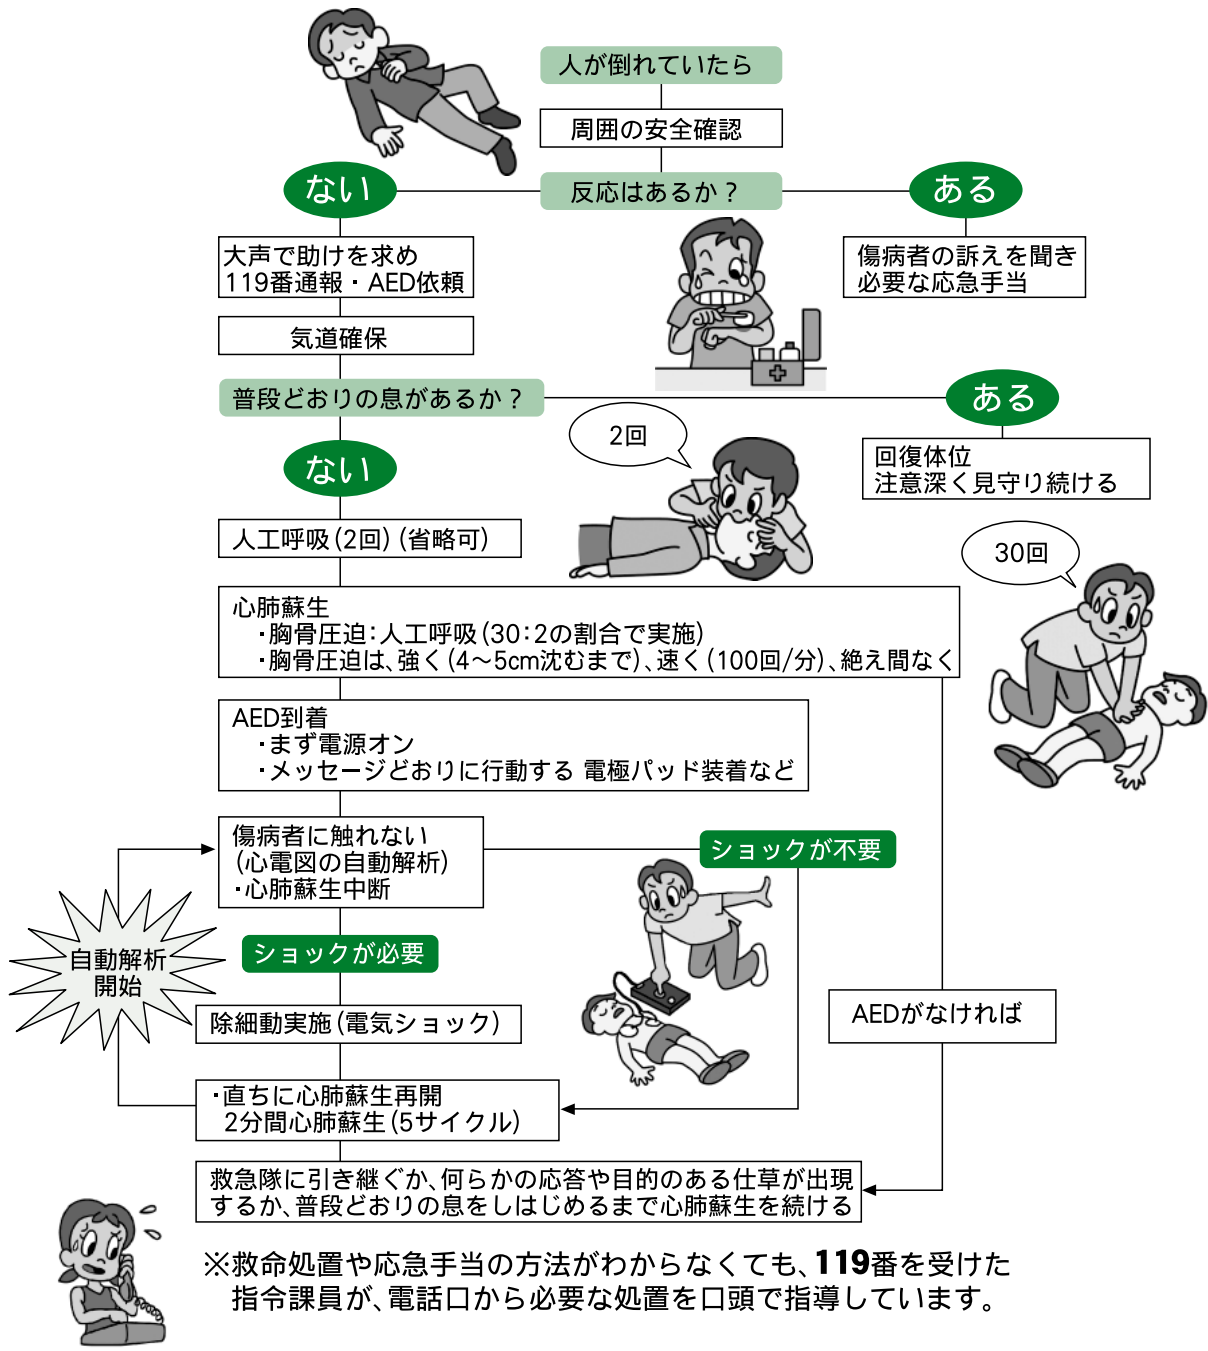 人が倒れていたら
周囲の安全確認
反応はあるか？
ない
ある
大声で助けを求め
119番通報・AED依頼
傷病者の訴えを聞き
必要な応急手当
気道確保
普段どおりの息があるか？
ある
ない
2回
回復体位
注意深く見守り続ける
人工呼吸(2回)(省略可)
30回
心肺蘇生
・胸骨圧迫：人工呼吸(30：2の割合で実施)
・胸骨圧迫は、強く(4〜5cm沈むまで)、速く(100回/分)、絶え間なく
AED到着
・まず電源オン
・メッセージどおりに行動する 電極パッド装着など
傷病者に触れない
(心電図の自動解析)
・心肺蘇生中断
ショックが不要
ショックが必要
自動解析
開始
除細動実施(電気ショック)
AEDがなければ
・直ちに心肺蘇生再開
2分間心肺蘇生(5サイクル)
救急隊に引き継ぐか、何らかの応答や目的のある仕草が出現
するか、普段どおりの息をしはじめるまで心肺蘇生を続ける
※救命処置や応急手当の方法がわからなくても、119番を受けた
指令課員が、電話口から必要な処置を口頭で指導しています。